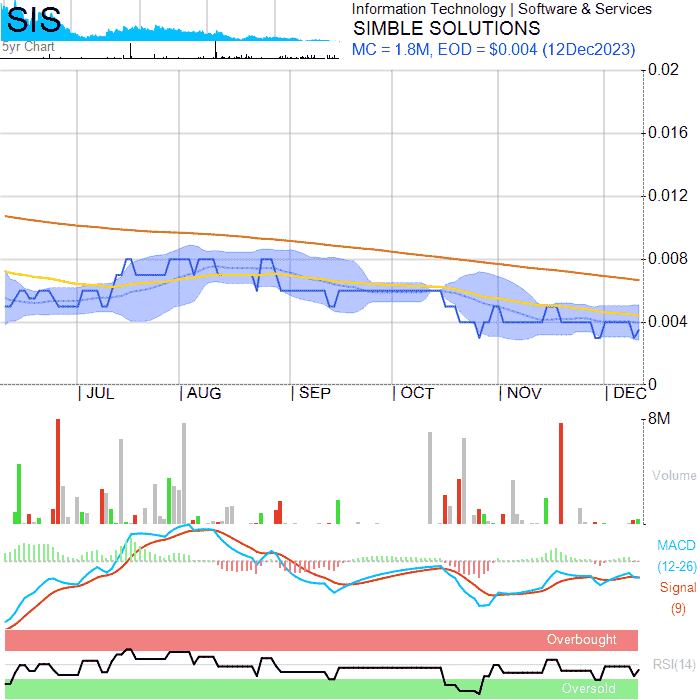 SIS
Information Technology | Software & Services
SIMBLE SOLUTIONS
5yr Chart
MC = 1.8M, EOD = $0.004 (12Dec2023)
0.02
0.016
0.012
0.008
0.004
0
| JUL | AUG | SEP | OCT | NOV | DEC
8M
Volume
MACD
(12-26)
Signal
(9)
Overbought
RSI(14)
Oversold